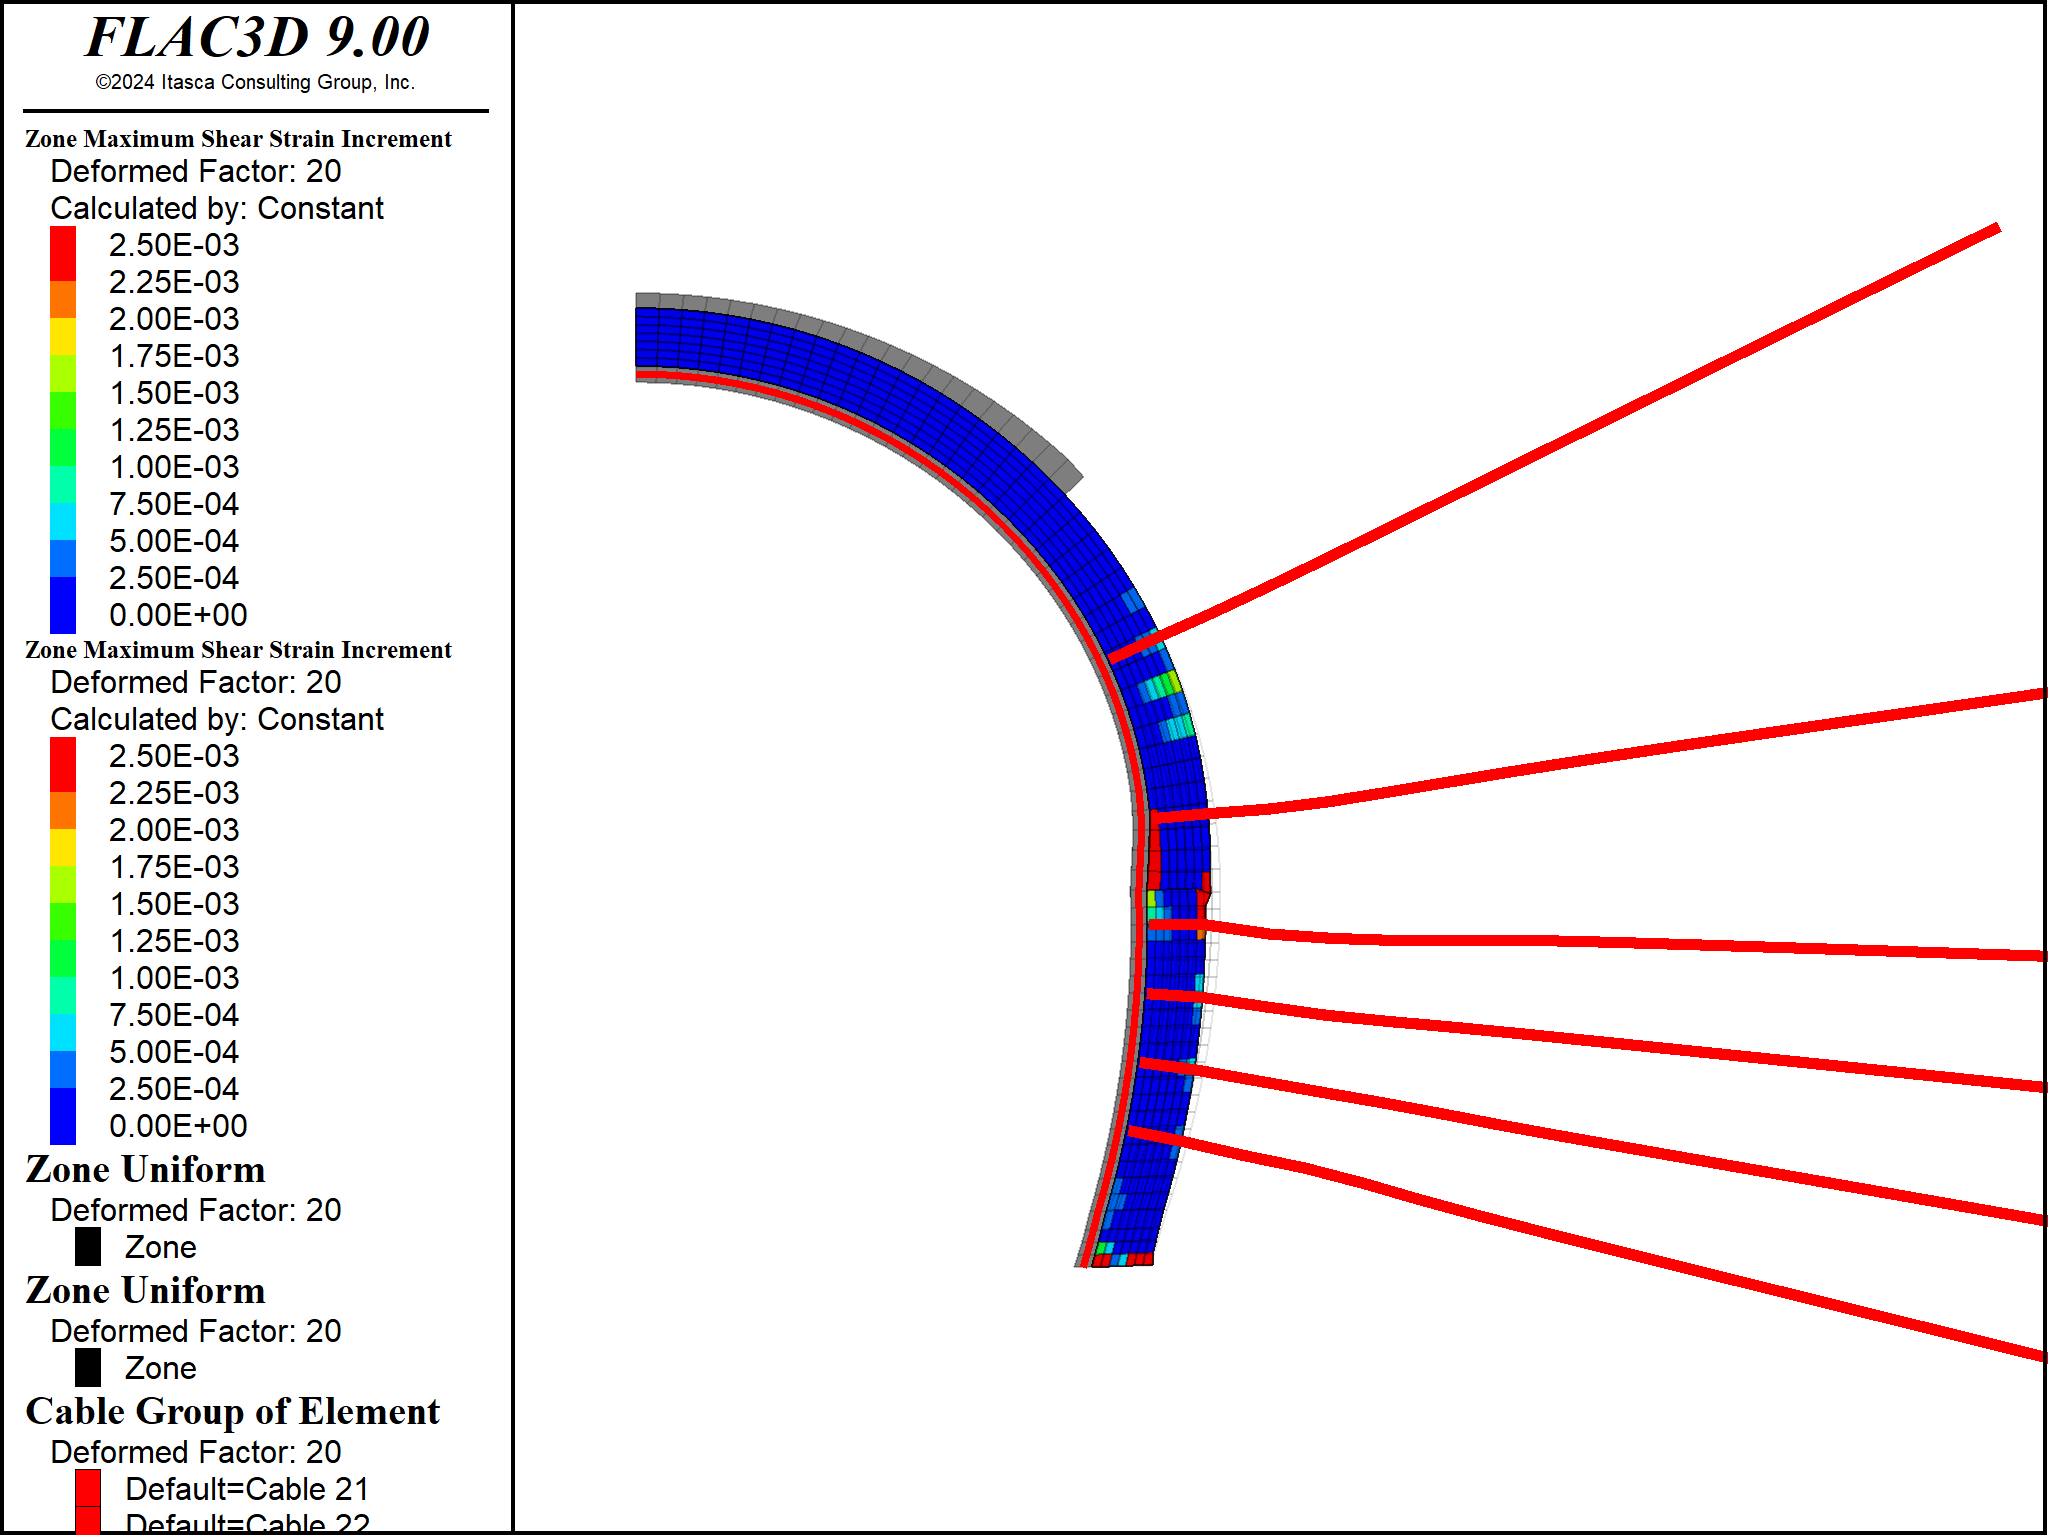 FLAC3D 9.00
©2024 Itasca Consulting Group, Inc.
Zone Maximum Shear Strain Increment
Deformed Factor: 20
Calculated by: Constant
2.50E-03
2.25E-03
2.00E-03
1.75E-03
1.50E-03
1.25E-03
1.00E-03
7.50E-04
5.00E-04
2.50E-04
0.00E+00
Zone Maximum Shear Strain Increment
Deformed Factor: 20
Calculated by: Constant
2.50E-03
2.25E-03
2.00E-03
1.75E-03
1.50E-03
1.25E-03
1.00E-03
7.50E-04
5.00E-04
2.50E-04
0.00E+00
Zone Uniform
Deformed Factor: 20
Zone
Zone Uniform
Deformed Factor: 20
Zone
Cable Group of Element
Deformed Factor: 20
Default=Cable 21
Default=Cable 22